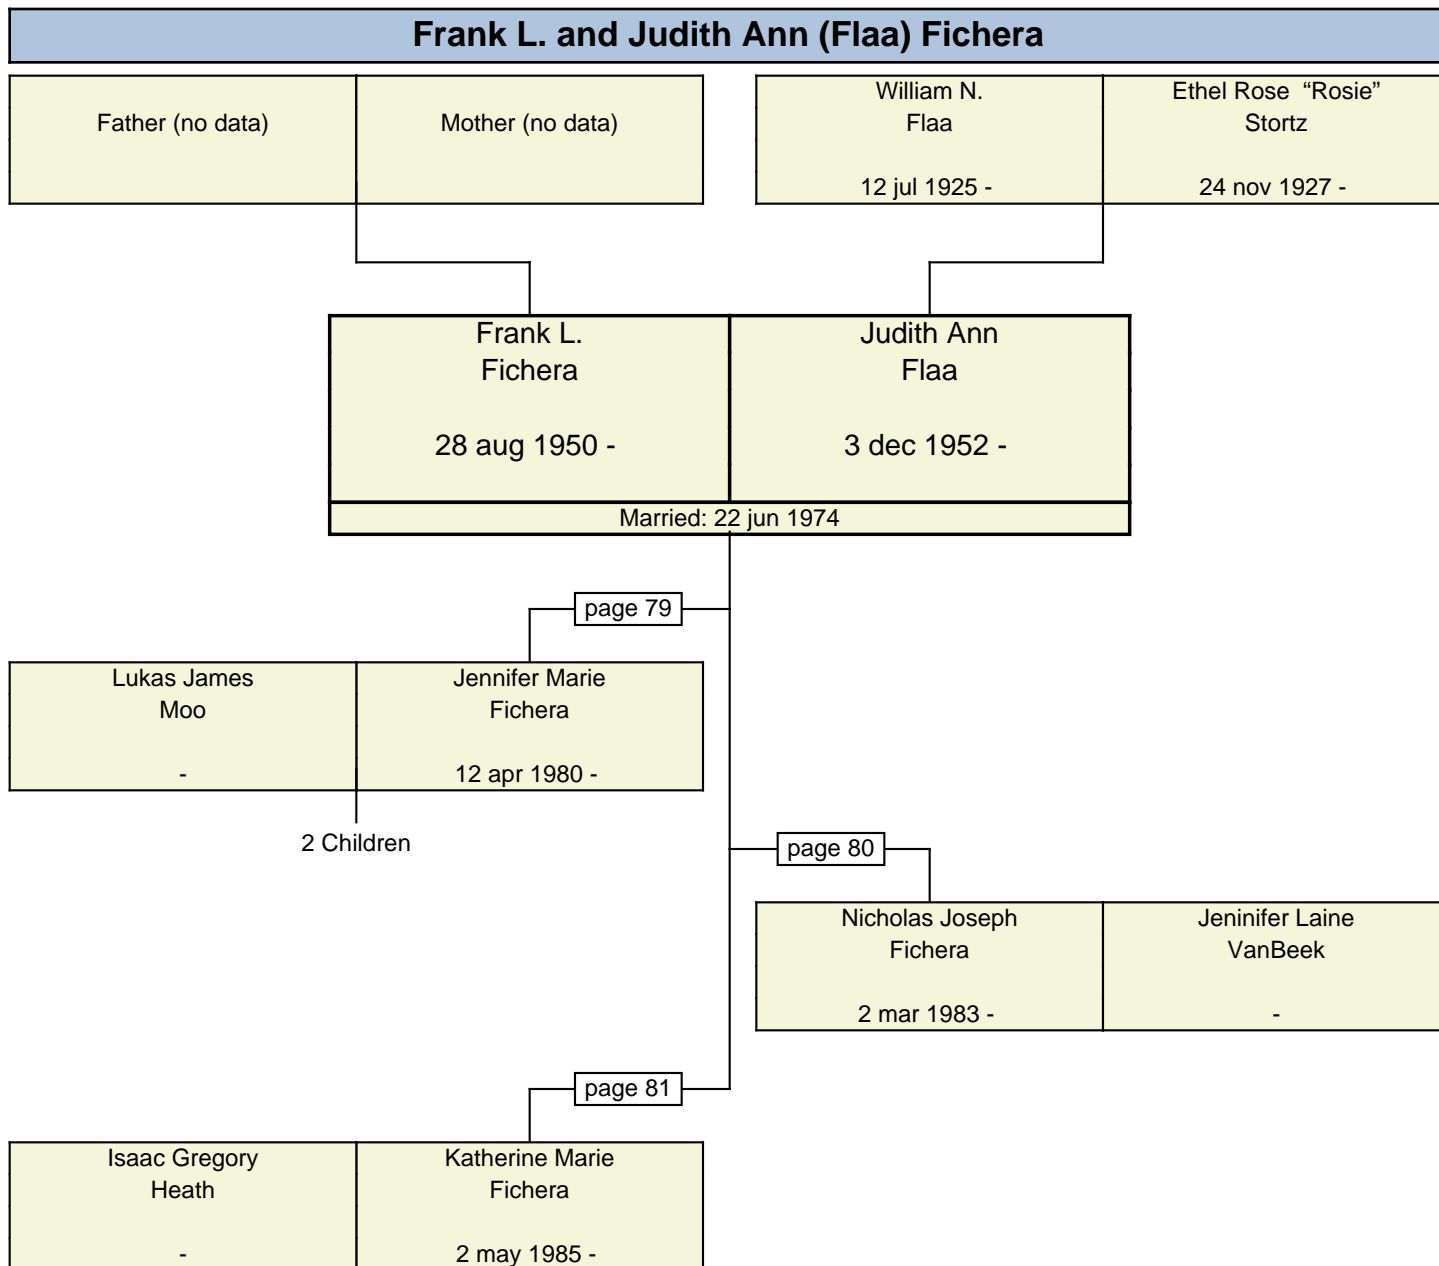 Frank L. and Judith Ann (Flaa) Fichera
Father (no data)
Mother (no data)
William N.
Flaa
12 jul 1925 -
Ethel Rose  “Rosie”
Stortz
24 nov 1927 -
Frank L.
Fichera
28 aug 1950 -
Judith Ann
Flaa
3 dec 1952 -
Married: 22 jun 1974
page 79
Lukas James
Moo
-
Jennifer Marie
Fichera
12 apr 1980 -
2 Children
page 80
Nicholas Joseph
Fichera
2 mar 1983 -
Jeninifer Laine
VanBeek
-
page 81
Isaac Gregory
Heath
-
Katherine Marie
Fichera
2 may 1985 -